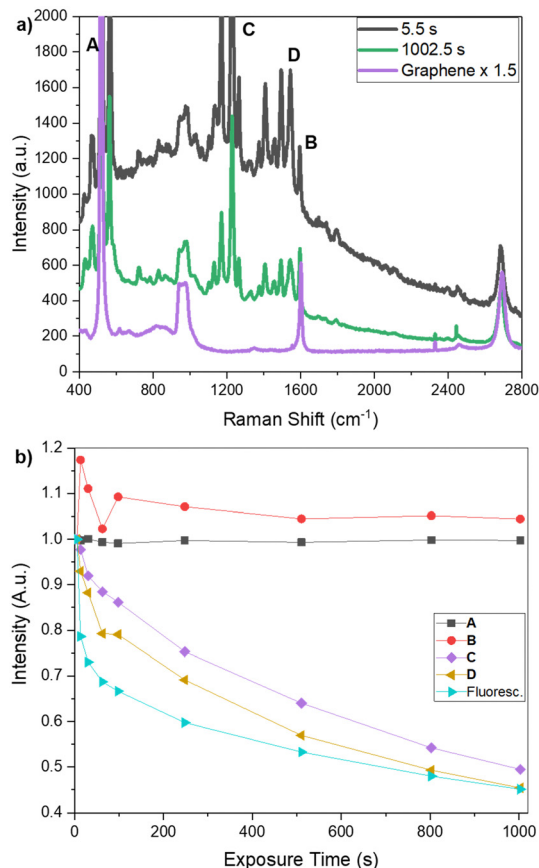 a)
A
C
D
B
5.5 s
1002.5 s
Graphene x 1.5
2000
1800
1600
1400
1200
1000
800
600
400
200
0
Intensity (a.u.)
400 800 1200 1600 2000 2400 2800
Raman Shift (cm⁻¹)
b)
1.2
1.1
1.0
0.9
0.8
0.7
0.6
0.5
0.4
Intensity (A.u.)
A
B
C
D
Fluoresc.
0 200 400 600 800 1000
Exposure Time (s)